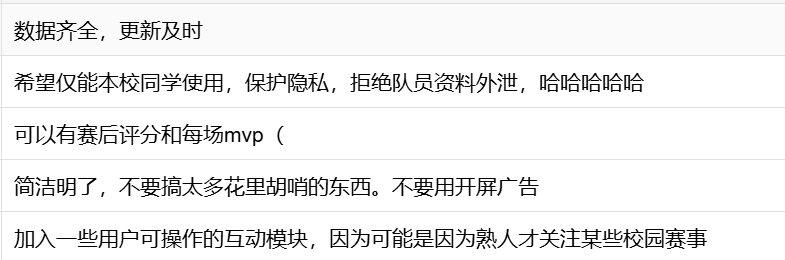 数据齐全，更新及时
希望仅能本校同学使用，保护隐私，拒绝队员资料外泄，哈哈哈哈哈
可以有赛后评分和每场mvp（
简洁明了，不要搞太多花里胡哨的东西。不要用开屏广告
加入一些用户可操作的互动模块，因为可能是因为熟人才关注某些校园赛事